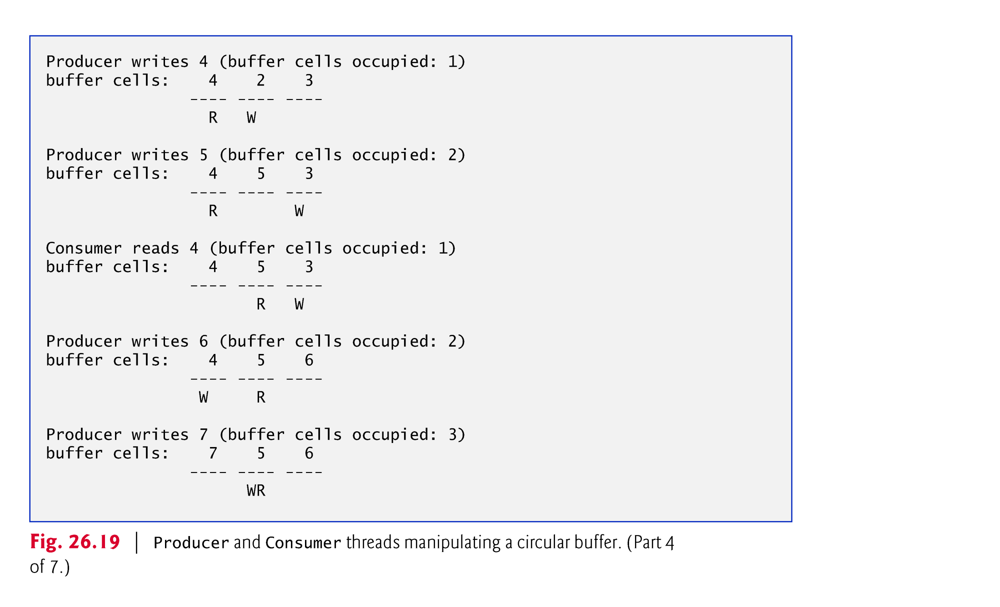 Producer writes 4 (buffer cells occupied: 1)
buffer cells:    4    2    3
               ---- ---- ----
                 R   W

Producer writes 5 (buffer cells occupied: 2)
buffer cells:    4    5    3
               ---- ---- ----
                 R        W

Consumer reads 4 (buffer cells occupied: 1)
buffer cells:    4    5    3
               ---- ---- ----
                      R   W

Producer writes 6 (buffer cells occupied: 2)
buffer cells:    4    5    6
               ---- ---- ----
                W     R

Producer writes 7 (buffer cells occupied: 3)
buffer cells:    7    5    6
               ---- ---- ----
                     WR

Fig. 26.19 | Producer and Consumer threads manipulating a circular buffer. (Part 4
of 7.)